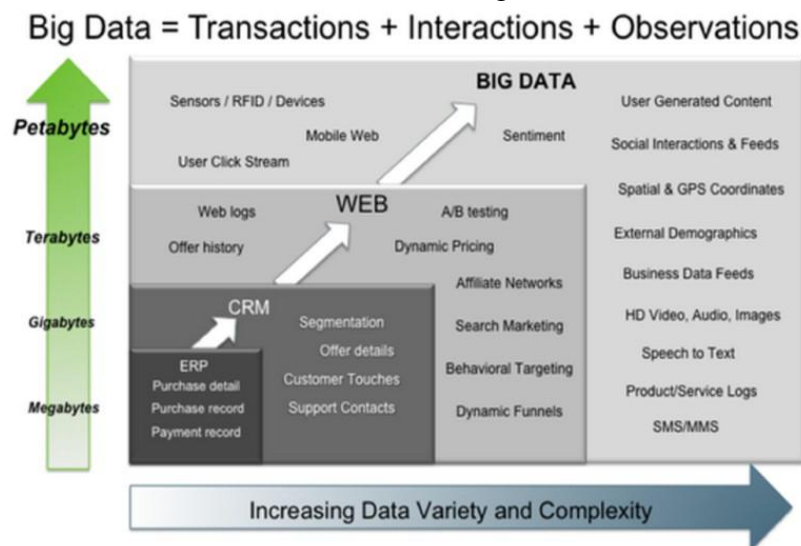 Big Data = Transactions + Interactions + Observations
BIG DATA
Sensors / RFID / Devices
User Generated Content
Petabytes
Mobile Web
Sentiment
Social Interactions & Feeds
User Click Stream
Spatial & GPS Coordinates
WEB
Web logs
A/B testing
Terabytes
External Demographics
Offer history
Dynamic Pricing
Business Data Feeds
Affiliate Networks
CRM
HD Video, Audio, Images
Gigabytes
Segmentation
Search Marketing
Offer details
Speech to Text
ERP
Behavioral Targeting
Customer Touches
Purchase detail
Product/Service Logs
Megabytes
Purchase record
Support Contacts
Dynamic Funnels
SMS/MMS
Payment record
Increasing Data Variety and Complexity